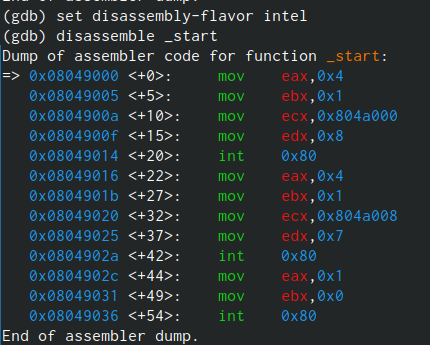 End of assembler dump.
(gdb) set disassembly-flavor intel
(gdb) disassemble _start
Dump of assembler code for function _start:
=> 0x08049000 <+0>:     mov    eax,0x4
   0x08049005 <+5>:     mov    ebx,0x1
   0x0804900a <+10>:    mov    ecx,0x804a000
   0x0804900f <+15>:    mov    edx,0x8
   0x08049014 <+20>:    int    0x80
   0x08049016 <+22>:    mov    eax,0x4
   0x0804901b <+27>:    mov    ebx,0x1
   0x08049020 <+32>:    mov    ecx,0x804a008
   0x08049025 <+37>:    mov    edx,0x7
   0x0804902a <+42>:    int    0x80
   0x0804902c <+44>:    mov    eax,0x1
   0x08049031 <+49>:    mov    ebx,0x0
   0x08049036 <+54>:    int    0x80
End of assembler dump.